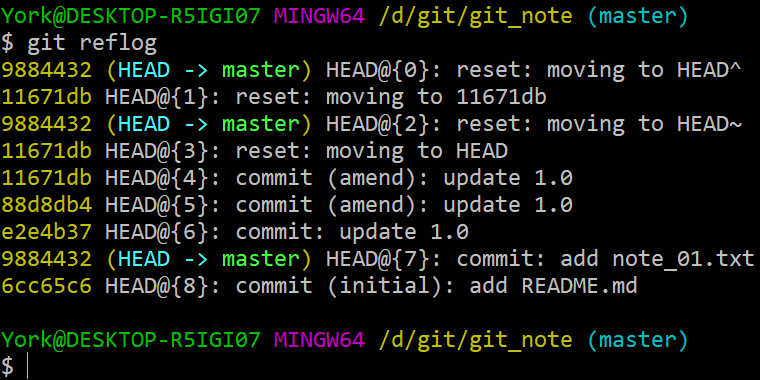 York@DESKTOP-R5IGI07 MINGW64 /d/git/git_note (master)
$ git reflog
9884432 (HEAD -> master) HEAD@{0}: reset: moving to HEAD^
11671db HEAD@{1}: reset: moving to 11671db
9884432 (HEAD -> master) HEAD@{2}: reset: moving to HEAD~
11671db HEAD@{3}: reset: moving to HEAD
11671db HEAD@{4}: commit (amend): update 1.0
88d8db4 HEAD@{5}: commit (amend): update 1.0
e2e4b37 HEAD@{6}: commit: update 1.0
9884432 (HEAD -> master) HEAD@{7}: commit: add note_01.txt
6cc65c6 HEAD@{8}: commit (initial): add README.md
York@DESKTOP-R5IGI07 MINGW64 /d/git/git_note (master)
$